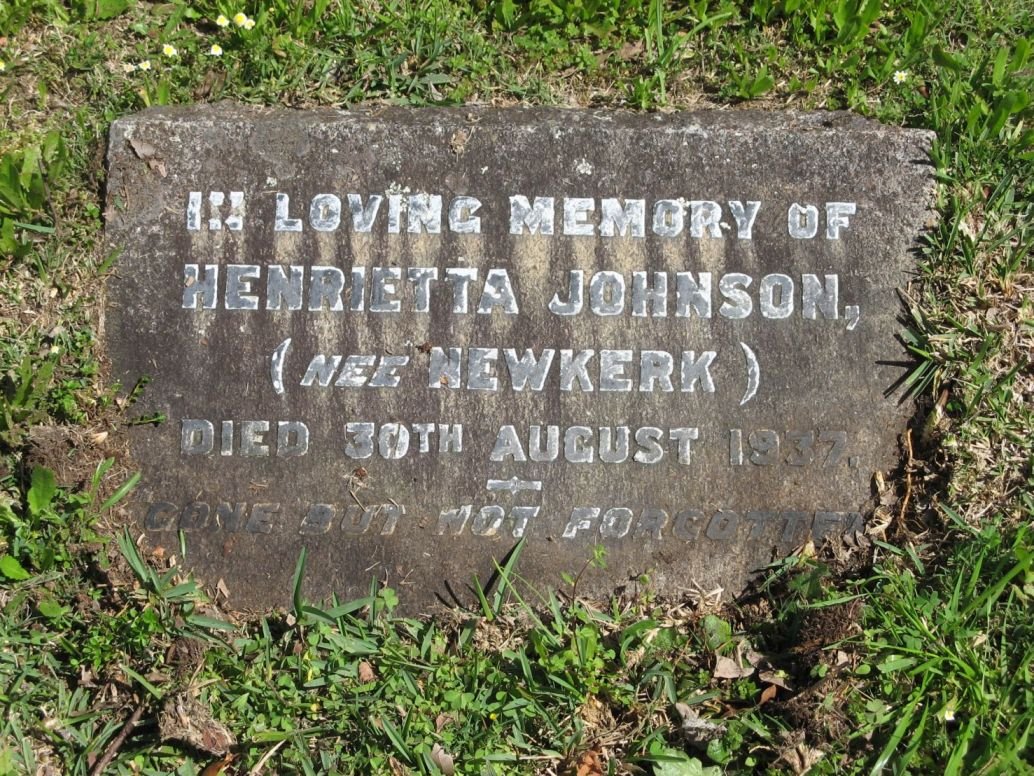 IN LOVING MEMORY OF
HENRIETTA JOHNSON,
(NEE NEWKERK)
DIED 30TH AUGUST 1937.
GONE BUT NOT FORGOTTEN